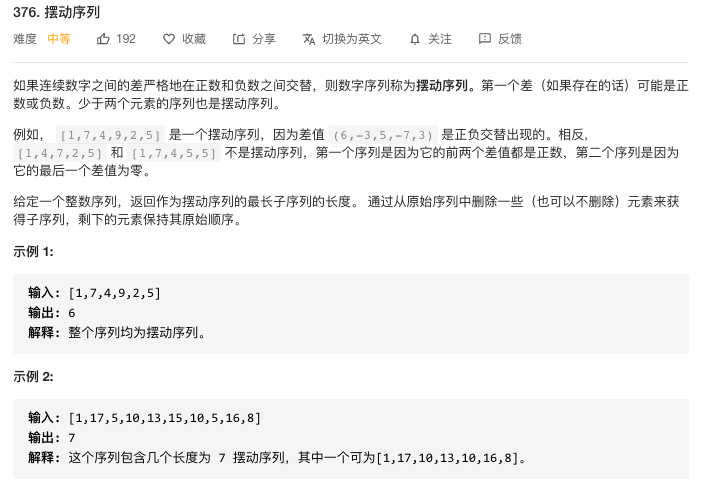 376. 摆动序列
难度 中等 192 收藏 分享 切换为英文 关注 反馈
如果连续数字之间的差严格地在正数和负数之间交替，则数字序列称为摆动序列。第一个差（如果存在的话）可能是正
数或负数。少于两个元素的序列也是摆动序列。
例如， [1,7,4,9,2,5] 是一个摆动序列，因为差值 (6,-3,5,-7,3) 是正负交替出现的。相反，
[1,4,7,2,5] 和 [1,7,4,5,5] 不是摆动序列，第一个序列是因为它的前两个差值都是正数，第二个序列是因为
它的最后一个差值为零。
给定一个整数序列，返回作为摆动序列的最长子序列的长度。 通过从原始序列中删除一些（也可以不删除）元素来获
得子序列，剩下的元素保持其原始顺序。
示例 1:
输入: [1,7,4,9,2,5]
输出: 6
解释: 整个序列均为摆动序列。
示例 2:
输入: [1,17,5,10,13,15,10,5,16,8]
输出: 7
解释: 这个序列包含几个长度为 7 摆动序列，其中一个可为[1,17,10,13,10,16,8]。